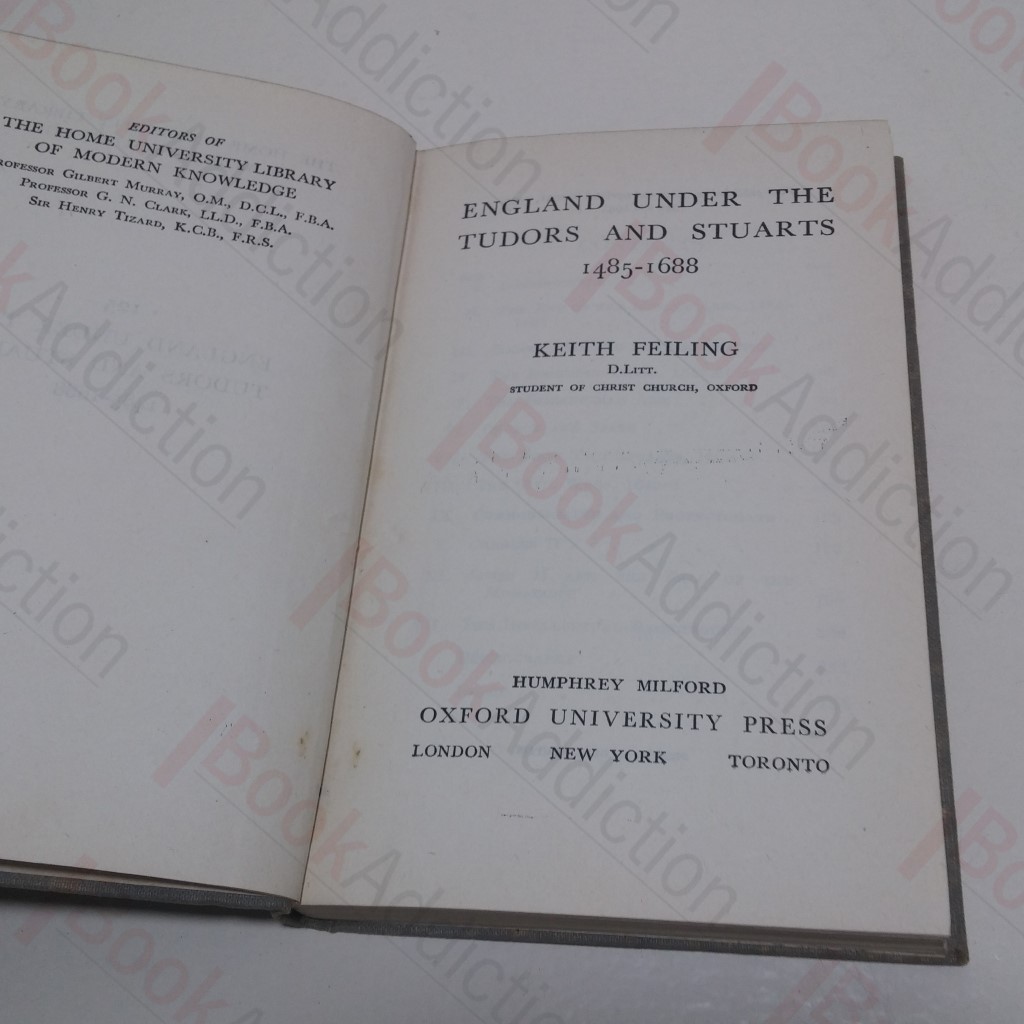 EDITORS OF
THE HOME UNIVERSITY LIBRARY
OF MODERN KNOWLEDGE
ROFESSOR GILBERT MURRAY, O.M., D.C.L., F.B.A.
PROFESSOR G. N. CLARK, LL.D., F.B.A.
SIR HENRY TIZARD, K.C.B., F.R.S.
ENGLAND UNDER THE
TUDORS AND STUARTS
1485-1688
KEITH FEILING
D.LITT.
STUDENT OF CHRIST CHURCH, OXFORD
HUMPHREY MILFORD
OXFORD UNIVERSITY PRESS
LONDON NEW YORK TORONTO
BookAddiction